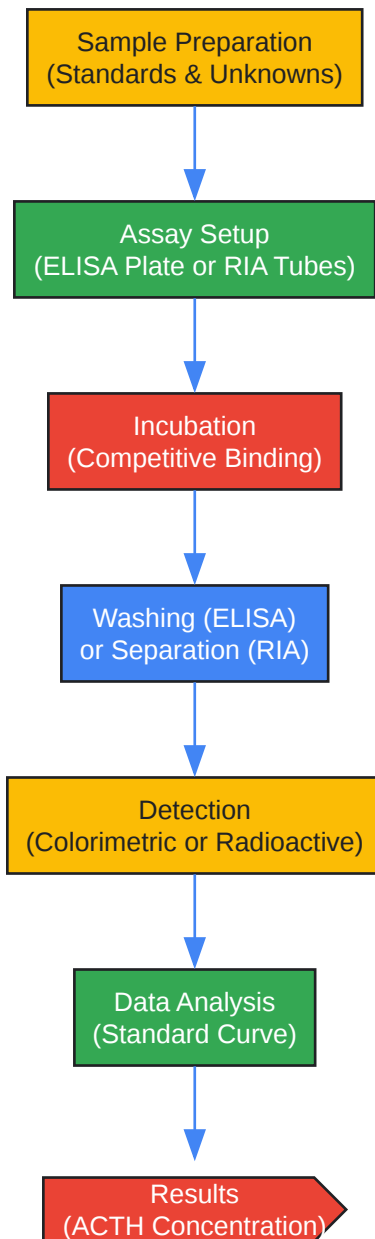 Sample Preparation
(Standards & Unknowns)
Assay Setup
(ELISA Plate or RIA Tubes)
Incubation
(Competitive Binding)
Washing (ELISA)
or Separation (RIA)
Detection
(Colorimetric or Radioactive)
Data Analysis
(Standard Curve)
Results
(ACTH Concentration)